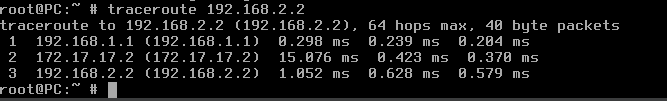 root@PC:~ # traceroute 192.168.2.2
traceroute to 192.168.2.2 (192.168.2.2), 64 hops max, 40 byte packets
 1  192.168.1.1 (192.168.1.1)  0.298 ms  0.239 ms  0.204 ms
 2  172.17.17.2 (172.17.17.2)  15.076 ms  0.423 ms  0.370 ms
 3  192.168.2.2 (192.168.2.2)  1.052 ms  0.628 ms  0.579 ms
root@PC:~ #